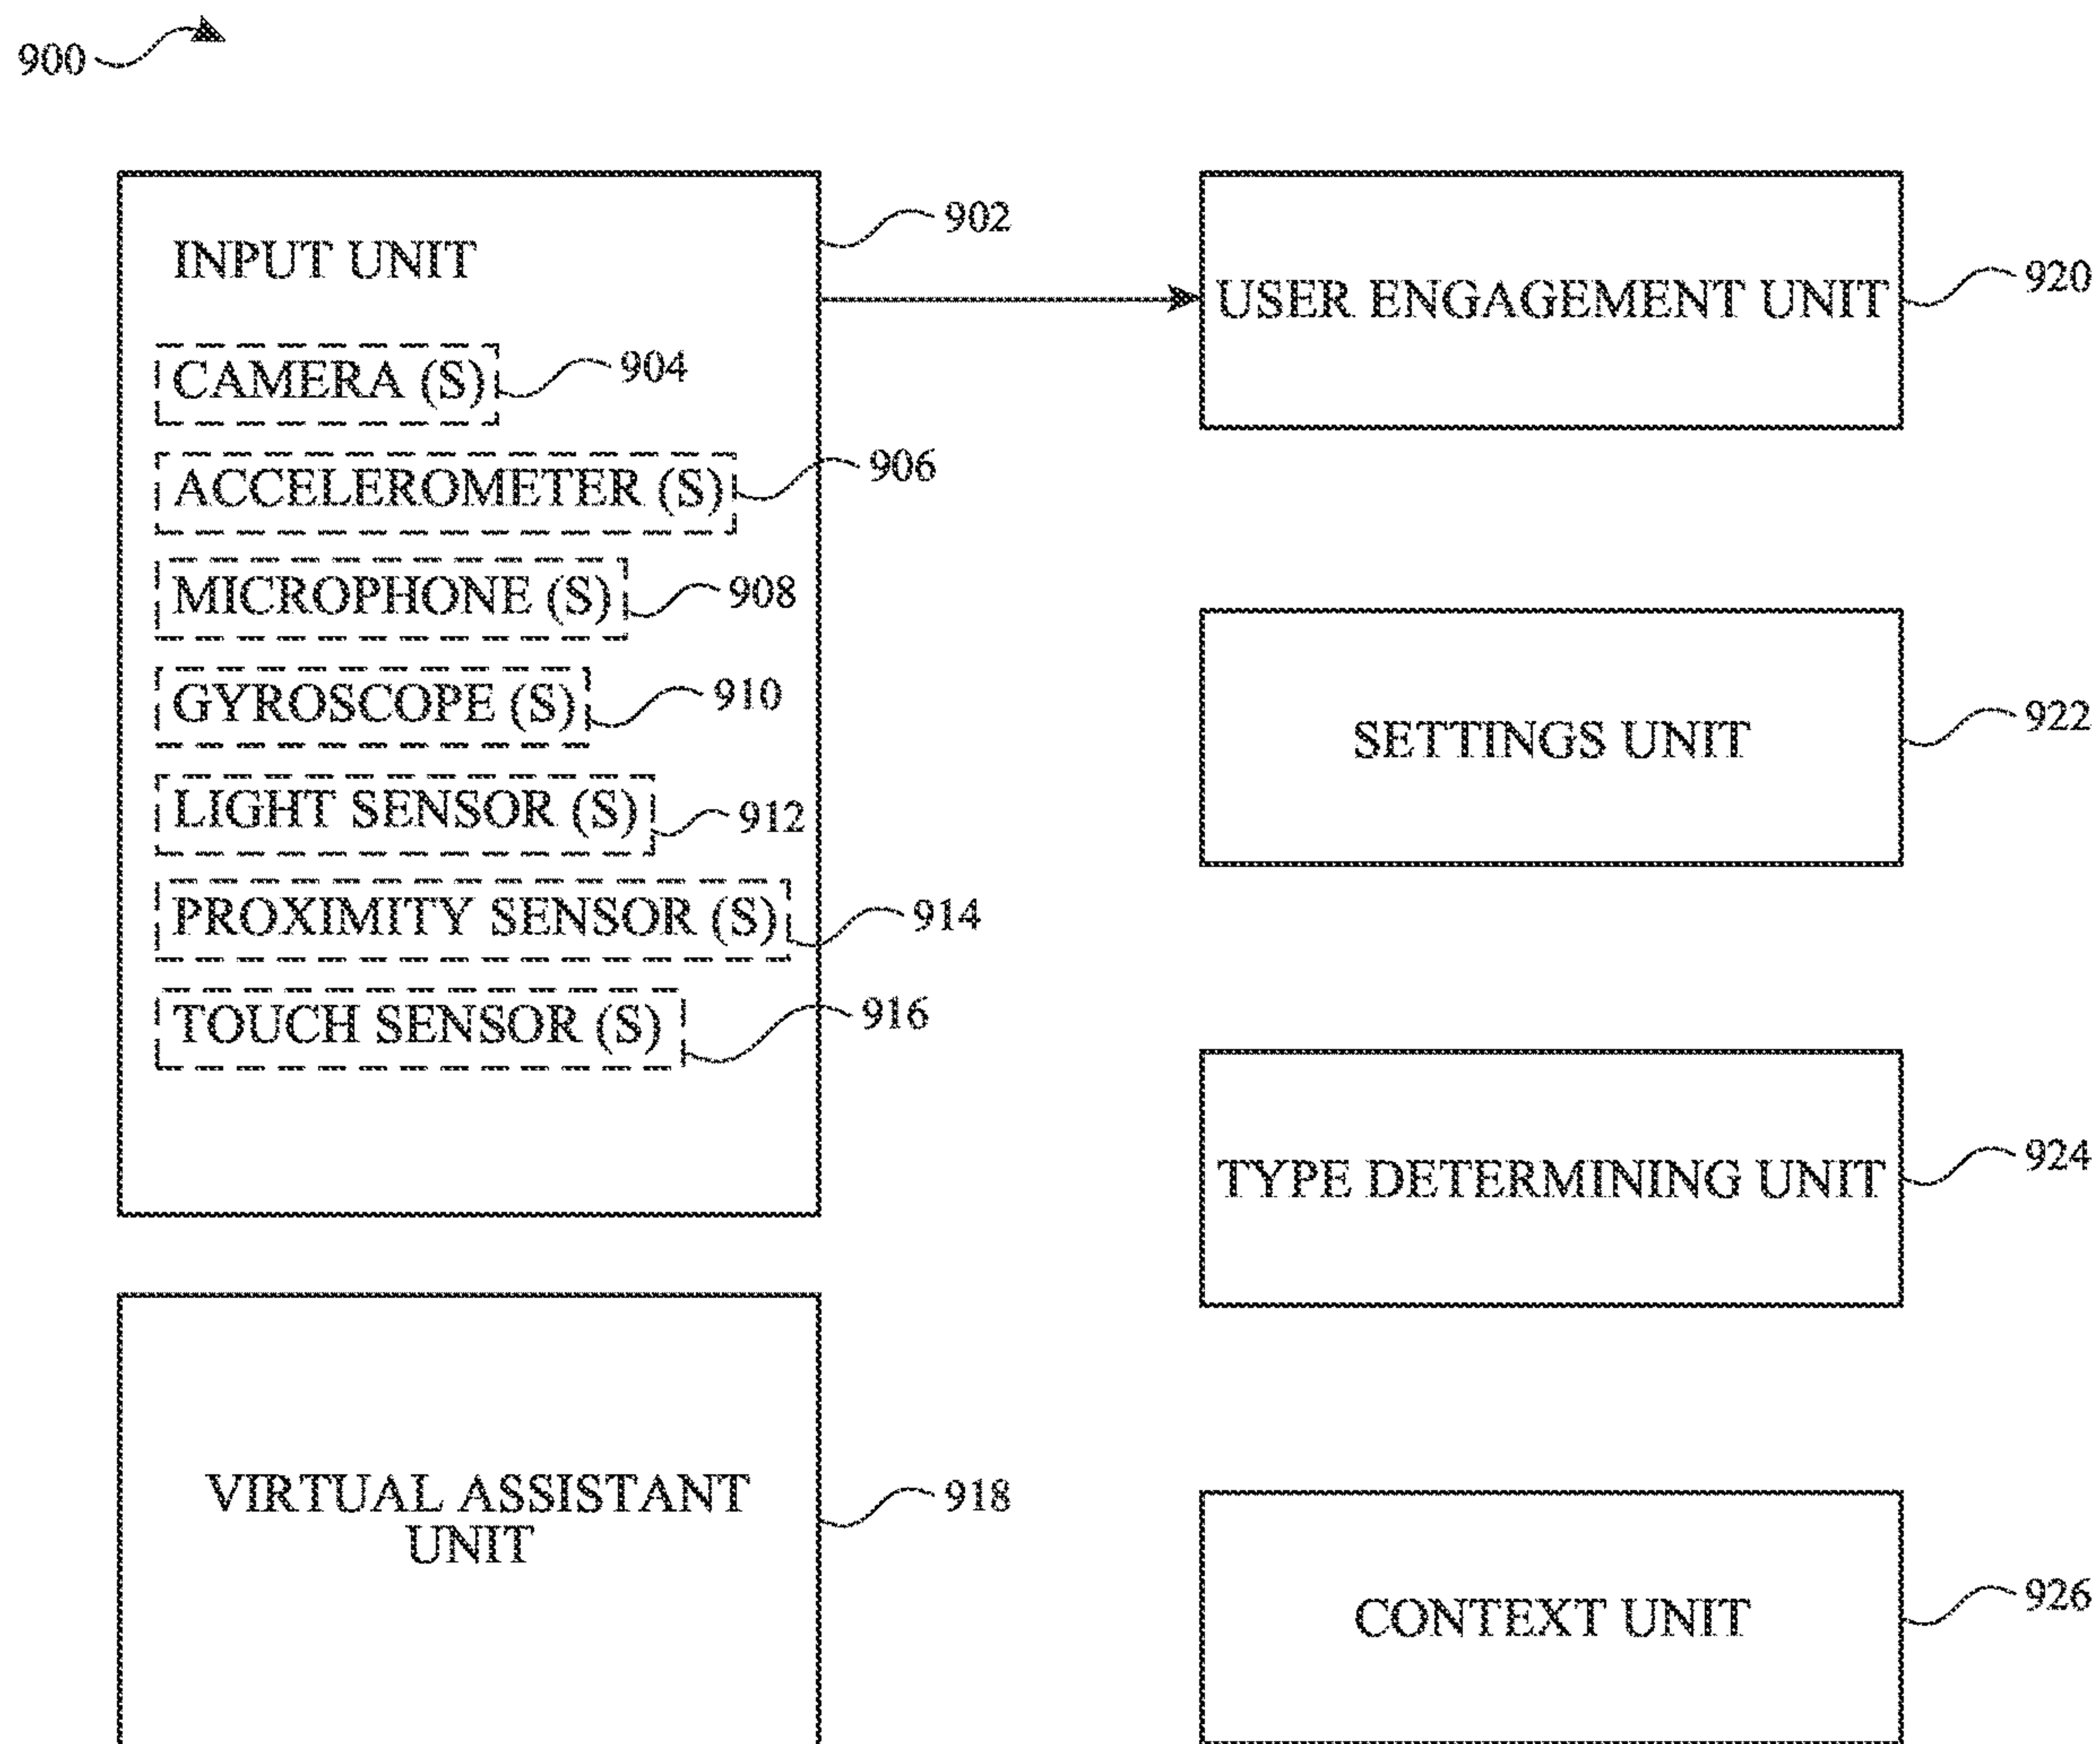 900
INPUT UNIT
902
CAMERA (S)
904
ACCELEROMETER (S)
906
MICROPHONE (S)
908
GYROSCOPE (S)
910
LIGHT SENSOR (S)
912
PROXIMITY SENSOR (S)
914
TOUCH SENSOR (S)
916
VIRTUAL ASSISTANT
UNIT
918
USER ENGAGEMENT UNIT
920
SETTINGS UNIT
922
TYPE DETERMINING UNIT
924
CONTEXT UNIT
926